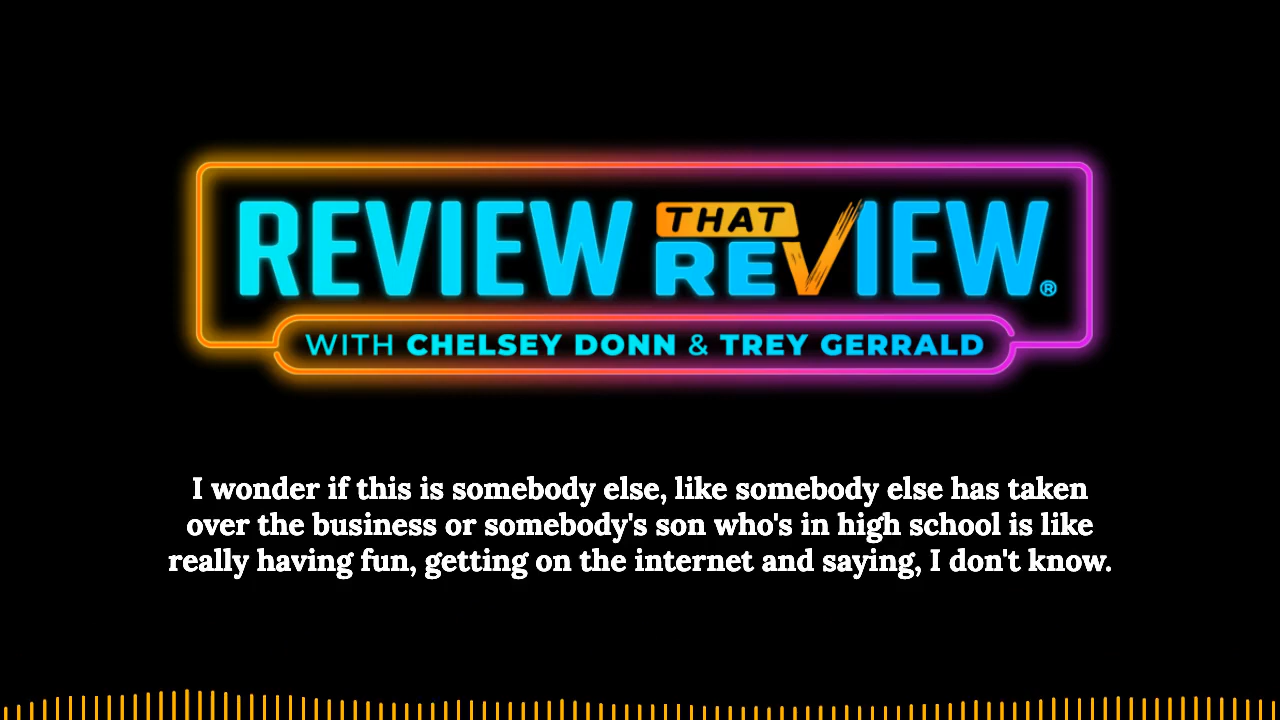 REVIEW THAT REVIEW®
WITH CHELSEY DONN & TREY GERRALD
I wonder if this is somebody else, like somebody else has taken
over the business or somebody's son who's in high school is like
really having fun, getting on the internet and saying, I don't know.